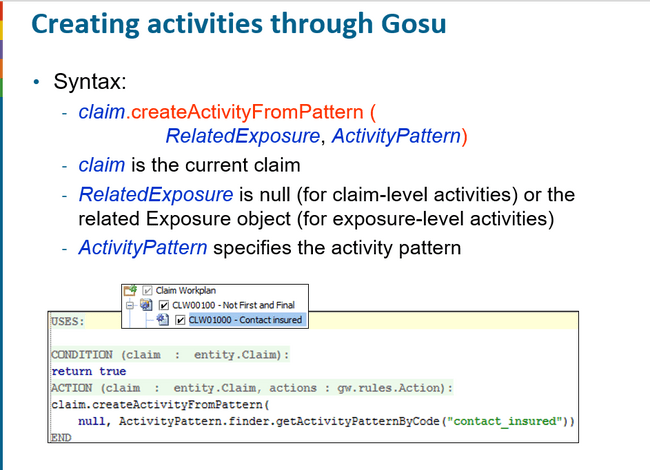 Creating activities through Gosu
• Syntax:
- claim.createActivityFromPattern (
RelatedExposure, ActivityPattern)
- claim is the current claim
- RelatedExposure is null (for claim-level activities) or the
related Exposure object (for exposure-level activities)
- ActivityPattern specifies the activity pattern
Claim Workplan
CLW00100 - Not First and Final
CLW01000 - Contact insured
USES:
CONDITION (claim : entity.Claim):
return true
ACTION (claim : entity.Claim, actions : gw.rules.Action):
claim.createActivityFromPattern(
null, ActivityPattern.finder.getActivityPatternByCode("contact_insured"))
END